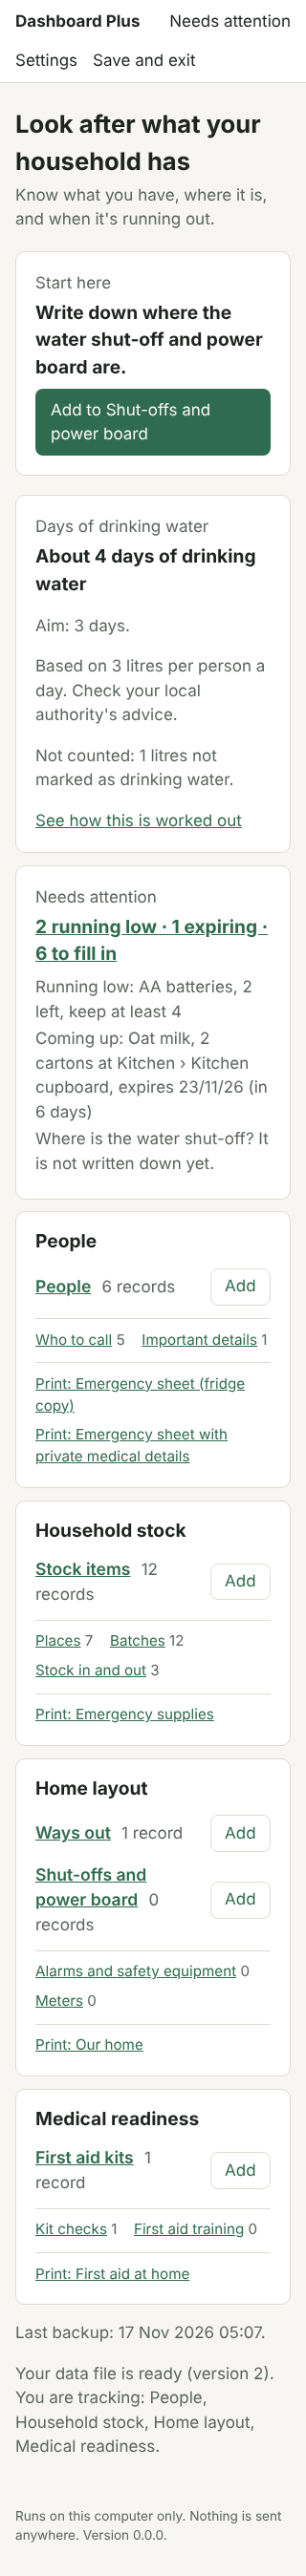 Dashboard Plus Needs attention
Settings Save and exit
Look after what your
household has
Know what you have, where it is,
and when it's running out.
Start here
Write down where the
water shut-off and power
board are.
Add to Shut-offs and
power board
Days of drinking water
About 4 days of drinking
water
Aim: 3 days.
Based on 3 litres per person a
day. Check your local
authority's advice.
Not counted: 1 litres not
marked as drinking water.
See how this is worked out
Needs attention
2 running low · 1 expiring ·
6 to fill in
Running low: AA batteries, 2
left, keep at least 4
Coming up: Oat milk, 2
cartons at Kitchen › Kitchen
cupboard, expires 23/11/26 (in
6 days)
Where is the water shut-off? It
is not written down yet.
People
People 6 records Add
Who to call 5 Important details 1
Print: Emergency sheet (fridge
copy)
Print: Emergency sheet with
private medical details
Household stock
Stock items 12
records
Add
Places 7 Batches 12
Stock in and out 3
Print: Emergency supplies
Home layout
Ways out 1 record Add
Shut-offs and
power board 0
records
Add
Alarms and safety equipment 0
Meters 0
Print: Our home
Medical readiness
First aid kits 1
record
Add
Kit checks 1 First aid training 0
Print: First aid at home
Last backup: 17 Nov 2026 05:07.
Your data file is ready (version 2).
You are tracking: People,
Household stock, Home layout,
Medical readiness.
Runs on this computer only. Nothing is sent
anywhere. Version 0.0.0.